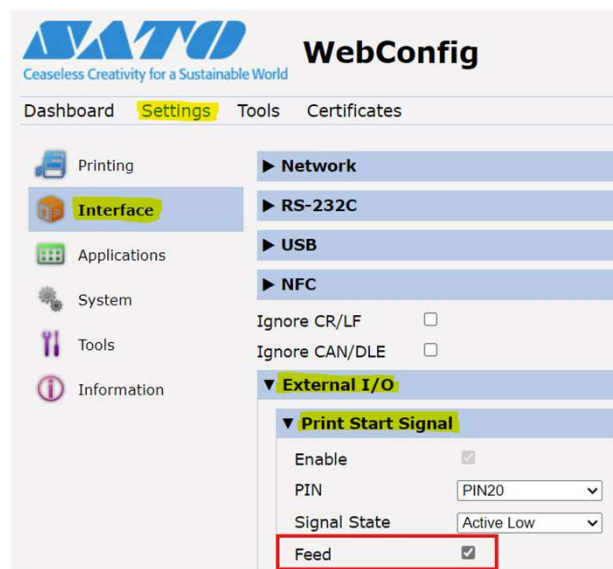 SATO
WebConfig
Ceaseless Creativity for a Sustainable World
Dashboard Settings Tools Certificates
Printing
Interface
Applications
System
Tools
Information
▶ Network
▶ RS-232C
▶ USB
▶ NFC
Ignore CR/LF
Ignore CAN/DLE
▼ External I/O
▼ Print Start Signal
Enable
PIN PIN20
Signal State Active Low
Feed